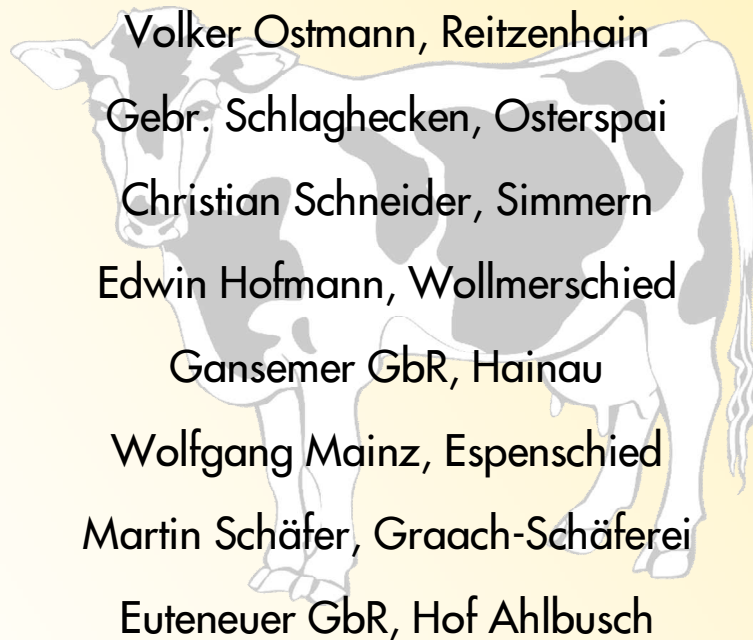 Volker Ostmann, Reitzenhain
Gebr. Schlaghecken, Osterspai
Christian Schneider, Simmern
Edwin Hofmann, Wollmerschied
Gansemer GbR, Hainau
Wolfgang Mainz, Espenschied
Martin Schäfer, Graach-Schäferei
Euteneuer GbR, Hof Ahlbusch